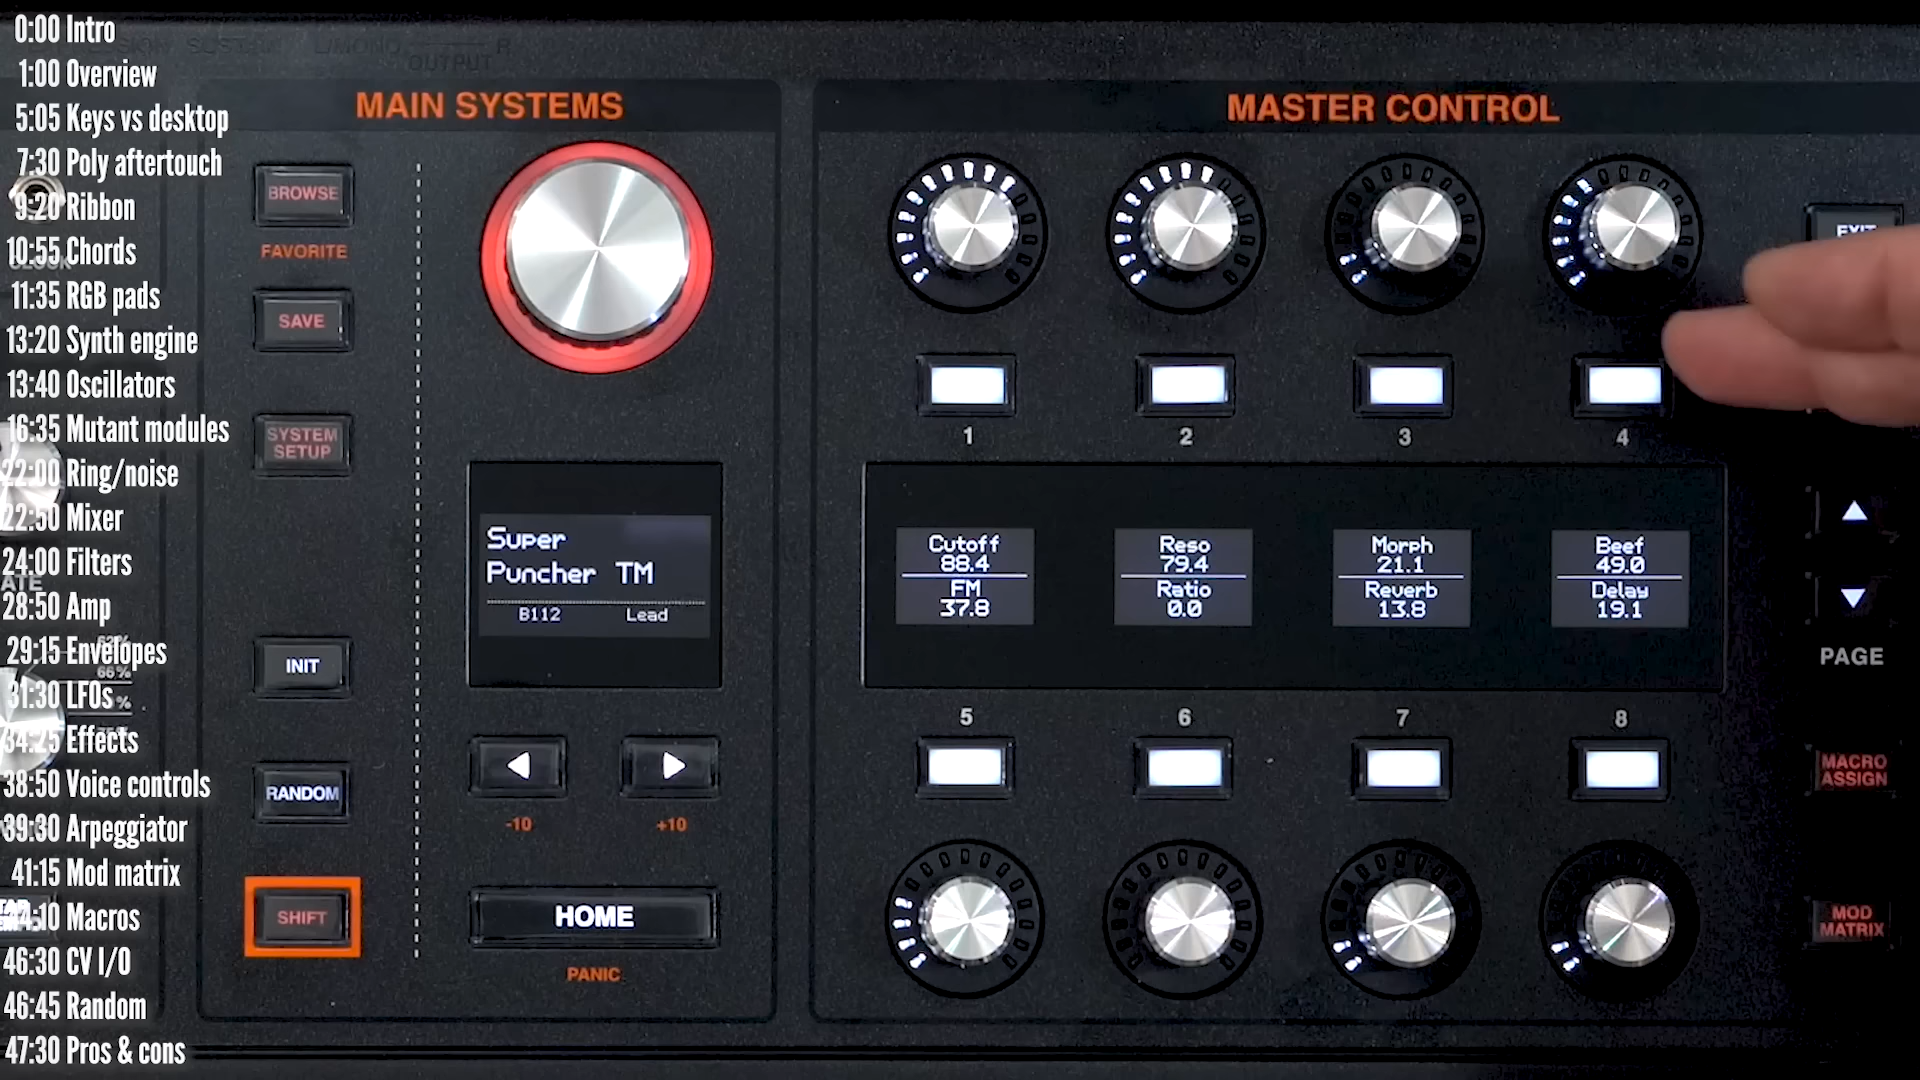 0:00 Intro
1:00 Overview
5:05 Keys vs desktop
7:30 Poly aftertouch
9:20 Ribbon
10:55 Chords
11:35 RGB pads
13:20 Synth engine
13:40 Oscillators
16:35 Mutant modules
22:00 Ring/noise
22:50 Mixer
24:00 Filters
28:50 Amp
29:15 Envelopes
31:30 LFOs
34:25 Effects
38:50 Voice controls
39:30 Arpeggiator
41:15 Mod matrix
44:10 Macros
46:30 CV I/O
46:45 Random
47:30 Pros & cons
L/MONO
R
OUTPUT
66%
MAIN SYSTEMS
BROWSE
FAVORITE
SAVE
SYSTEM
SETUP
INIT
RANDOM
SHIFT
Super
Puncher TM
B112 Lead
-10 +10
HOME
PANIC
MASTER CONTROL
1 2 3 4
Cutoff
88.4
FM
37.8
Reso
79.4
Ratio
0.0
Morph
21.1
Reverb
13.8
Beef
49.0
Delay
19.1
5 6 7 8
EXIT
PAGE
MACRO
ASSIGN
MOD
MATRIX